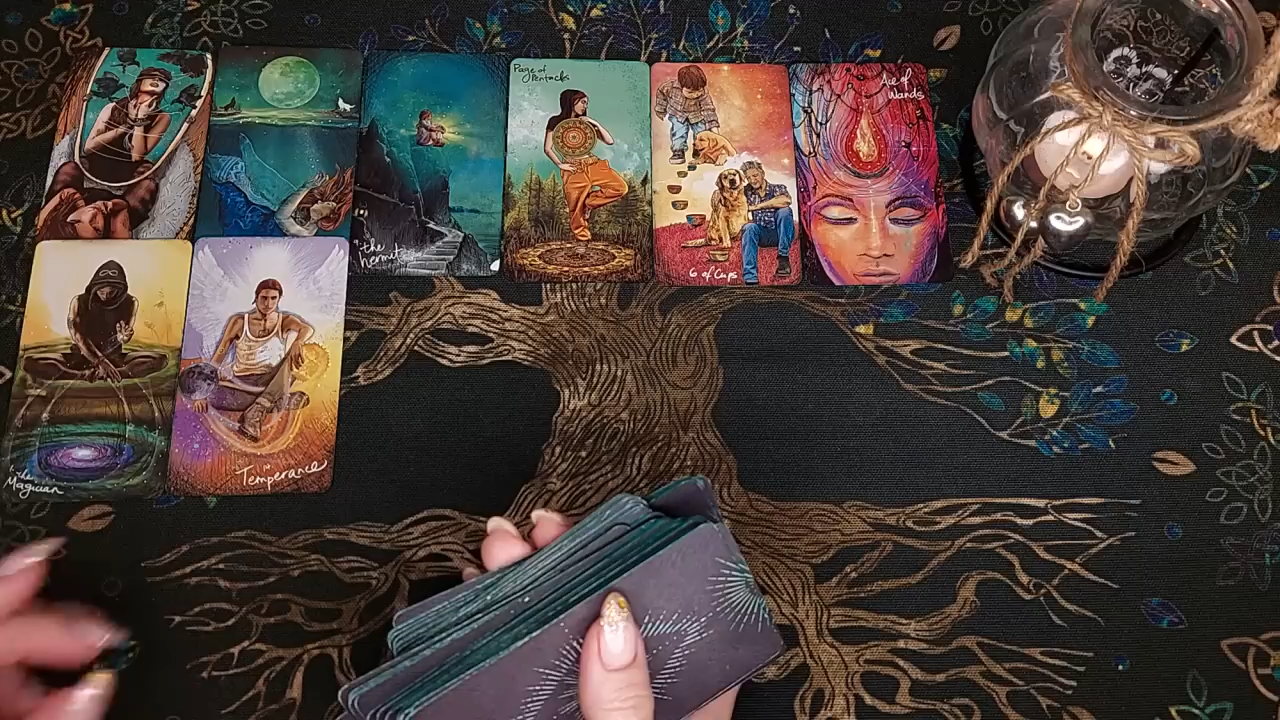 Page of
Pentacles
Ace of
Wands
"the
hermit"
6 of Cups
"the
Magician
Temperance